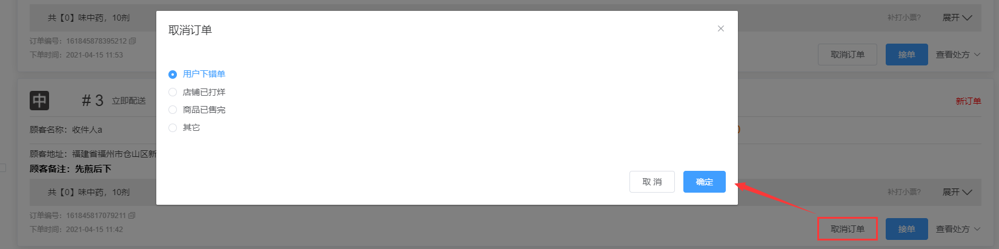 共【0】味中药，10剂
补打小票?
展开
订单编号：161845878395212
下单时间：2021-04-15 11:53
取消订单
接单
查看处方
取消订单
用户下错单
店铺已打烊
商品已售完
其它
取 消
确定
中
# 3
立即配送
新订单
顾客名称：收件人a
顾客地址：福建省福州市仓山区新
顾客备注：先煎后下
共【0】味中药，10剂
补打小票?
展开
订单编号：161845817079211
下单时间：2021-04-15 11:42
取消订单
接单
查看处方